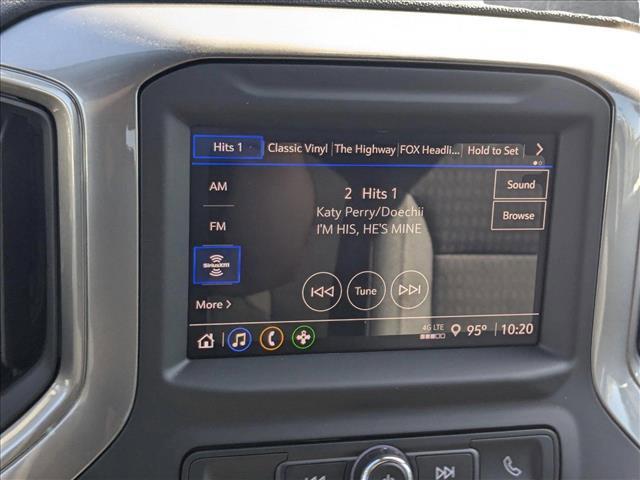 Hits 1 Classic Vinyl The Highway FOX Headli... Hold to Set
AM
2 Hits 1
Sound
Katy Perry/Doechii
FM
I'M HIS, HE'S MINE
Browse
SiriusXM
Tune
More
4G LTE 95° 10:20